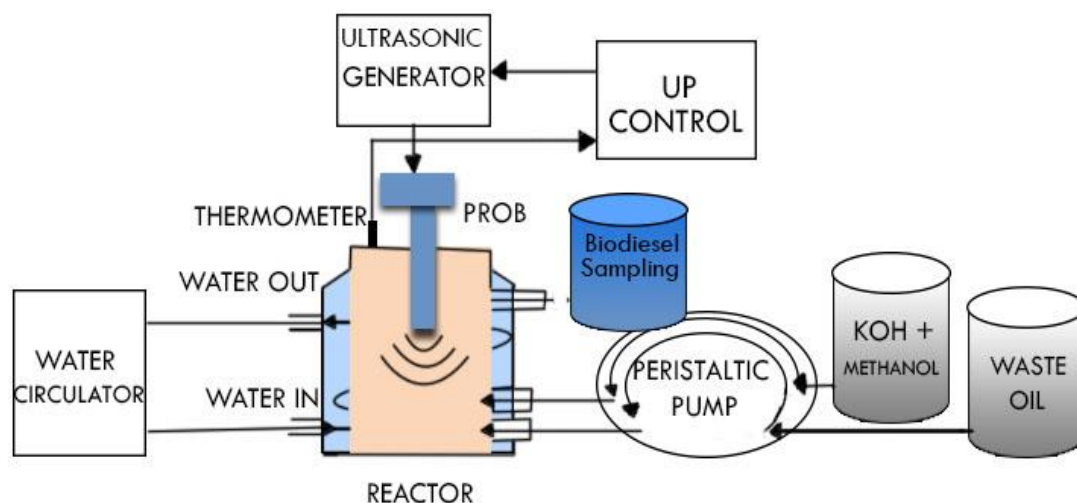 ULTRASONIC
GENERATOR
UP
CONTROL
THERMOMETER
PROB
Biodiesel
Sampling
WATER OUT
KOH +
METHANOL
WATER
CIRCULATOR
WATER IN
PERISTALTIC
PUMP
WASTE
OIL
REACTOR